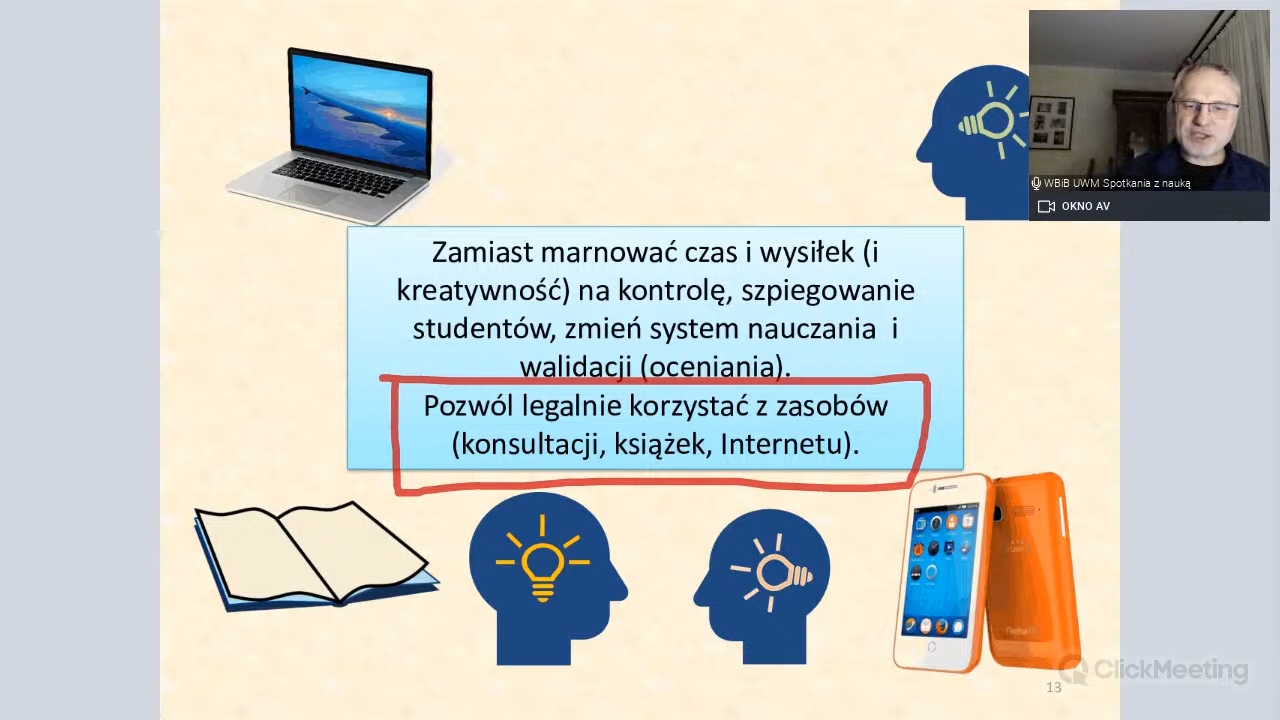 WBiB UWM Spotkania z nauką
OKNO AV
Zamiast marnować czas i wysiłek (i
kreatywność) na kontrolę, szpiegowanie
studentów, zmień system nauczania i
walidacji (oceniania).
Pozwól legalnie korzystać z zasobów
(konsultacji, książek, Internetu).
ClickMeeting
13